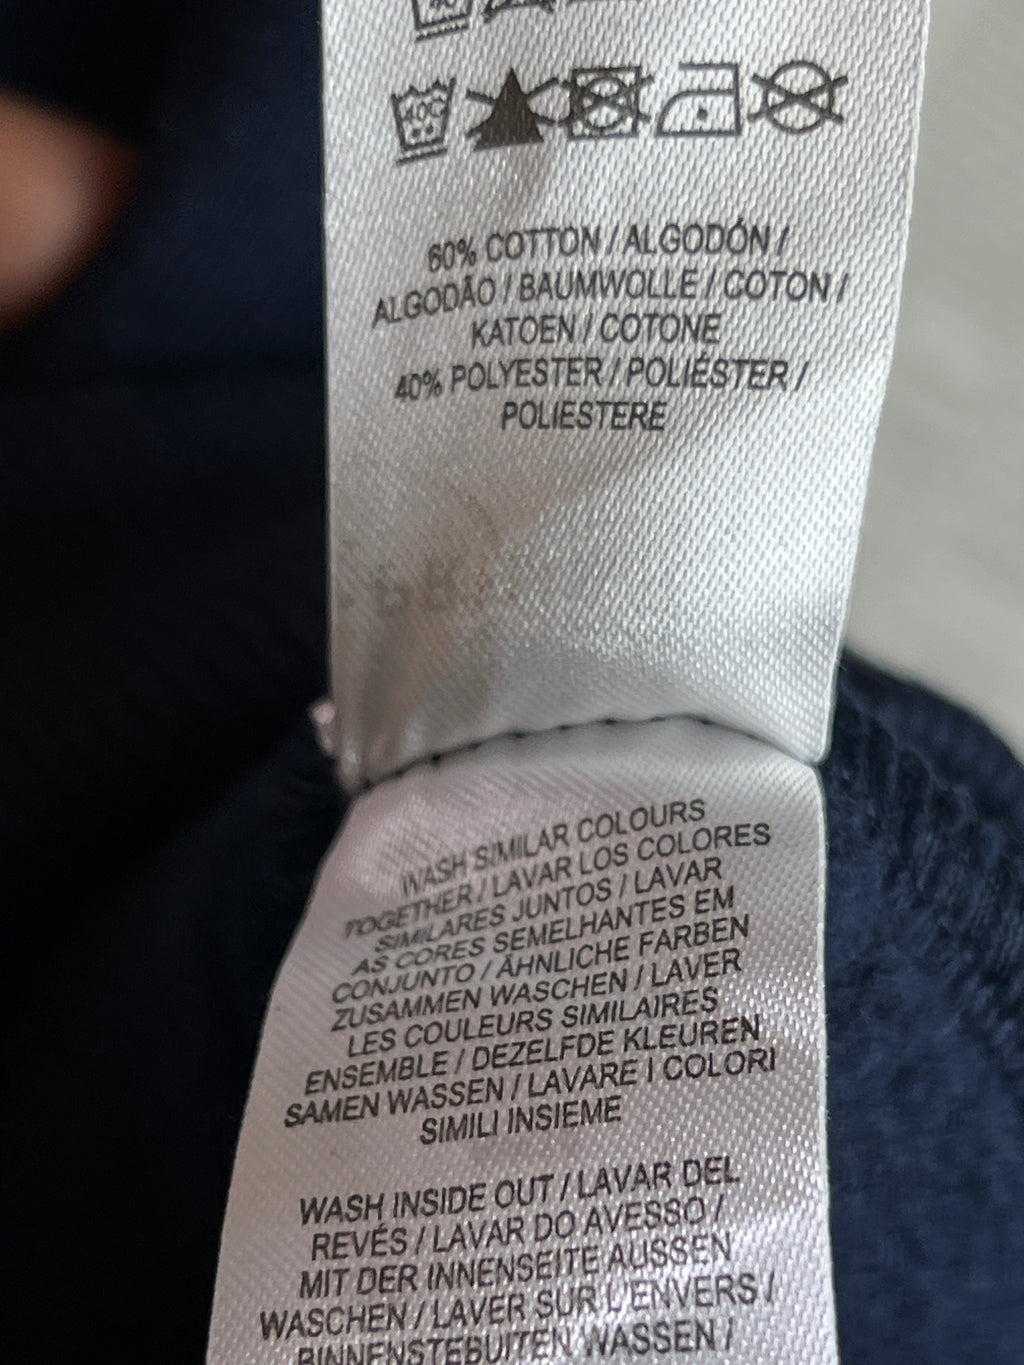 40C
60% COTTON / ALGODÓN /
ALGODÃO / BAUMWOLLE / COTON /
KATOEN / COTONE
40% POLYESTER / POLIÉSTER /
POLIESTERE
WASH SIMILAR COLOURS
TOGETHER / LAVAR LOS COLORES
SIMILARES JUNTOS / LAVAR
AS CORES SEMELHANTES EM
CONJUNTO / ÄHNLICHE FARBEN
ZUSAMMEN WASCHEN / LAVER
LES COULEURS SIMILAIRES
ENSEMBLE / DEZELFDE KLEUREN
SAMEN WASSEN / LAVARE I COLORI
SIMILI INSIEME
WASH INSIDE OUT / LAVAR DEL
REVÉS / LAVAR DO AVESSO /
MIT DER INNENSEITE AUSSEN
WASCHEN / LAVER SUR L'ENVERS /
BINNENSTEBUITEN WASSEN /